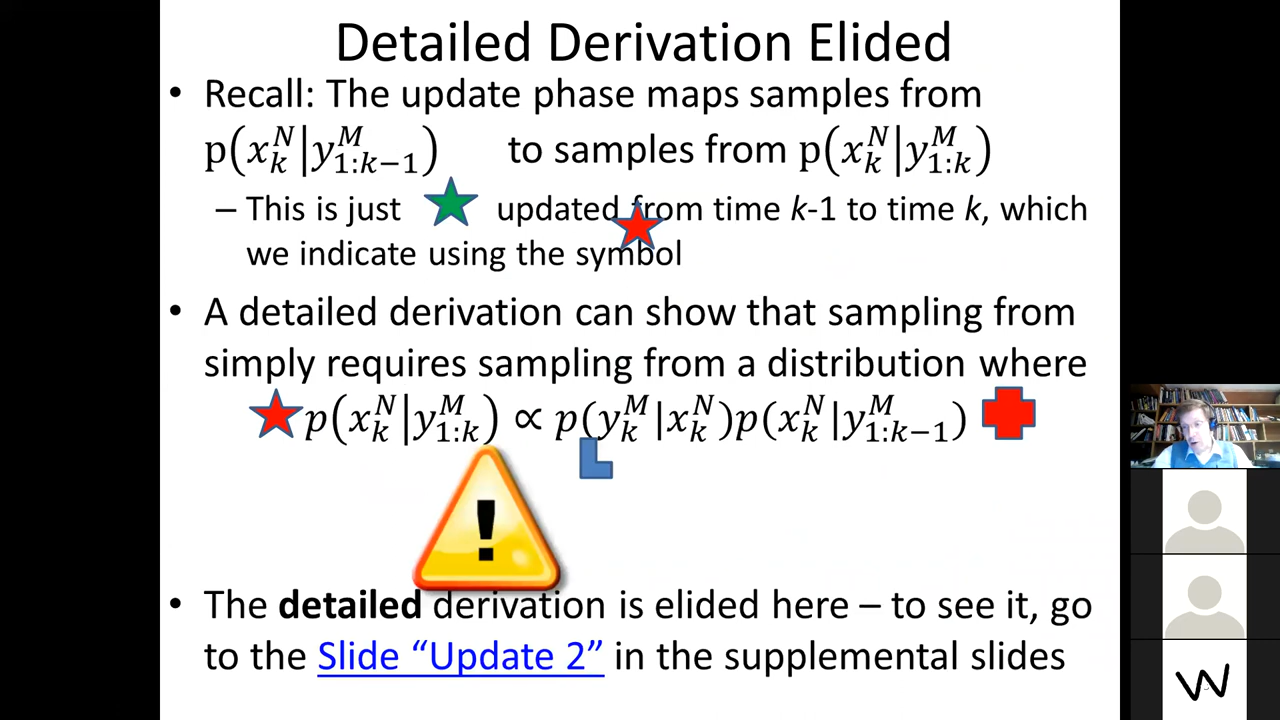 Detailed Derivation Elided
• Recall: The update phase maps samples from
p(x_k^N|y_{1:k-1}^M) to samples from p(x_k^N|y_{1:k}^M)
– This is just updated from time k-1 to time k, which
we indicate using the symbol
• A detailed derivation can show that sampling from
simply requires sampling from a distribution where
p(x_k^N|y_{1:k}^M) ∝ p(y_k^M|x_k^N)p(x_k^N|y_{1:k-1}^M)
!
• The detailed derivation is elided here – to see it, go
to the Slide “Update 2” in the supplemental slides
W